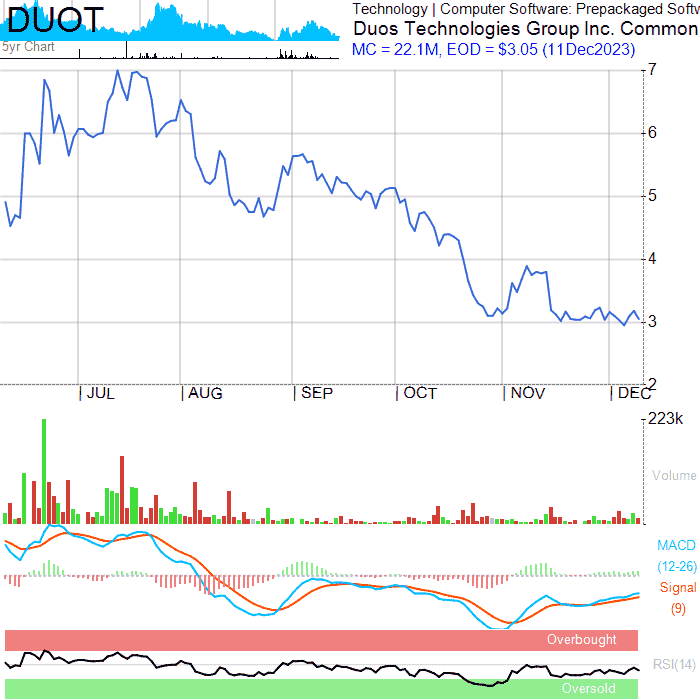 DUOT
5yr Chart
Technology | Computer Software: Prepackaged Softw
Duos Technologies Group Inc. Common
MC = 22.1M, EOD = $3.05 (11Dec2023)
7
6
5
4
3
2
JUL AUG SEP OCT NOV DEC
223k
Volume
MACD
(12-26)
Signal
(9)
Overbought
RSI(14)
Oversold